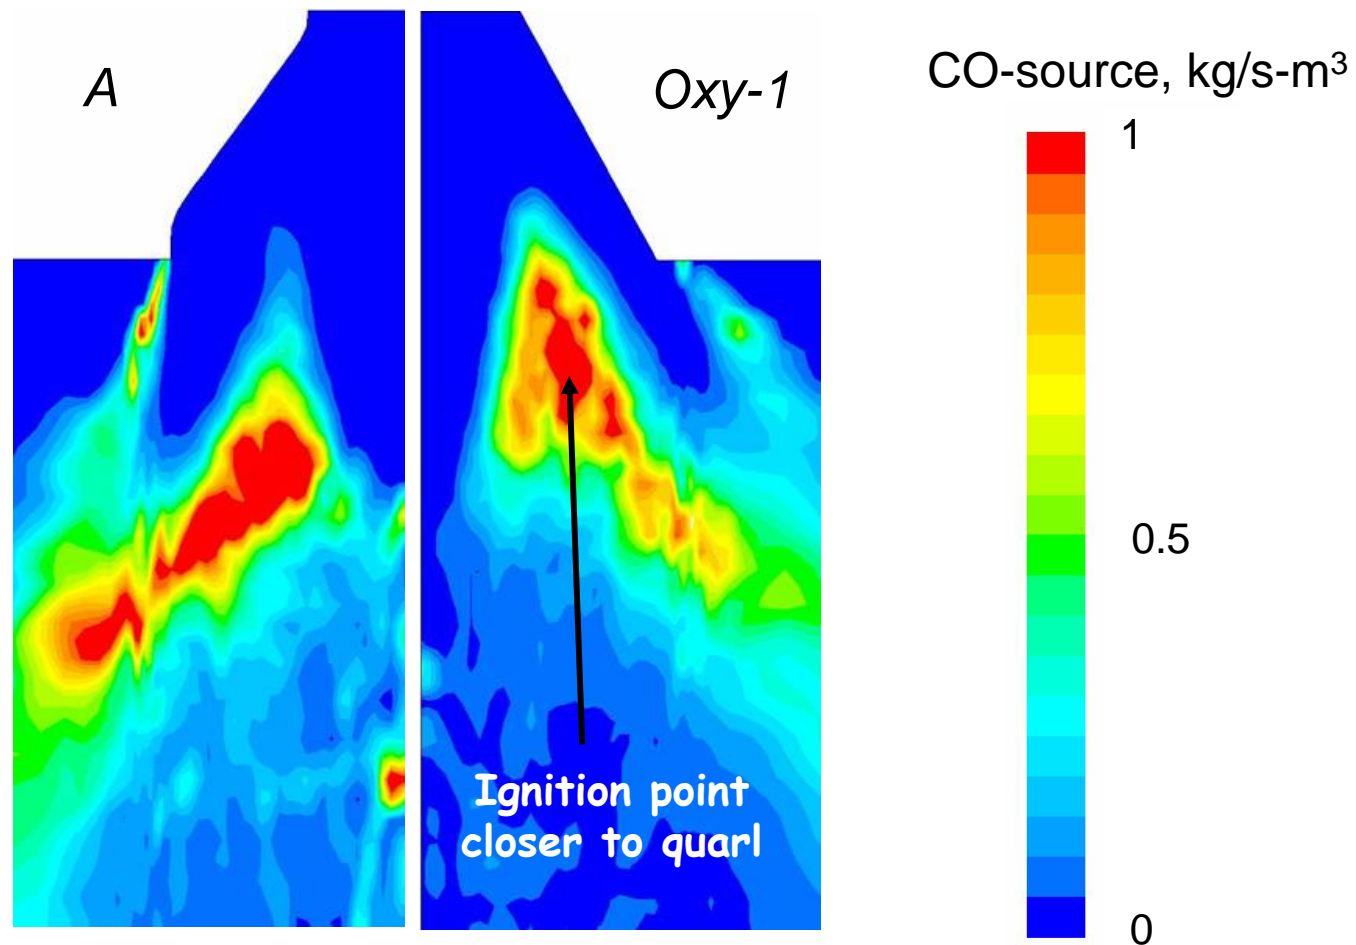 A
Oxy-1
CO-source, kg/s-m³
1
0.5
0
Ignition point
closer to quarl